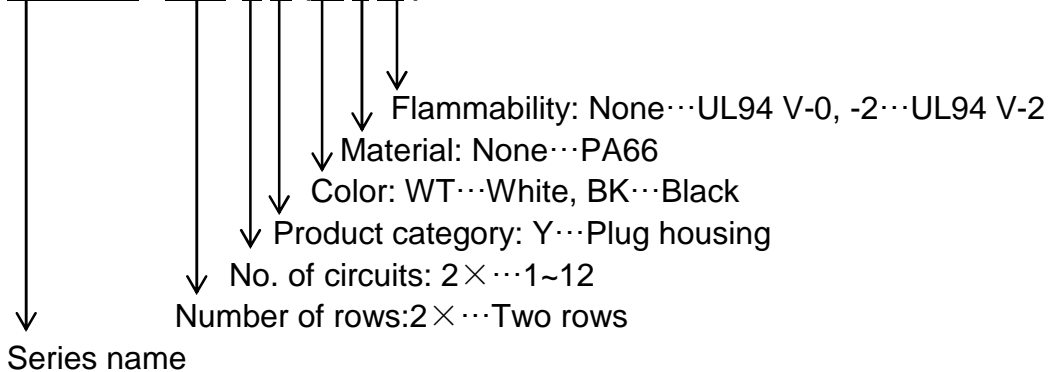 Flammability: None⋯UL94 V-0, -2⋯UL94 V-2
Material: None⋯PA66
Color: WT⋯White, BK⋯Black
Product category: Y⋯Plug housing
No. of circuits: 2×⋯1~12
Number of rows:2×⋯Two rows
Series name